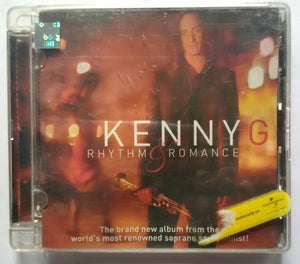 KENNY G
RHYTHM & ROMANCE
The brand new album from the
world's most renowned soprano saxophonist!